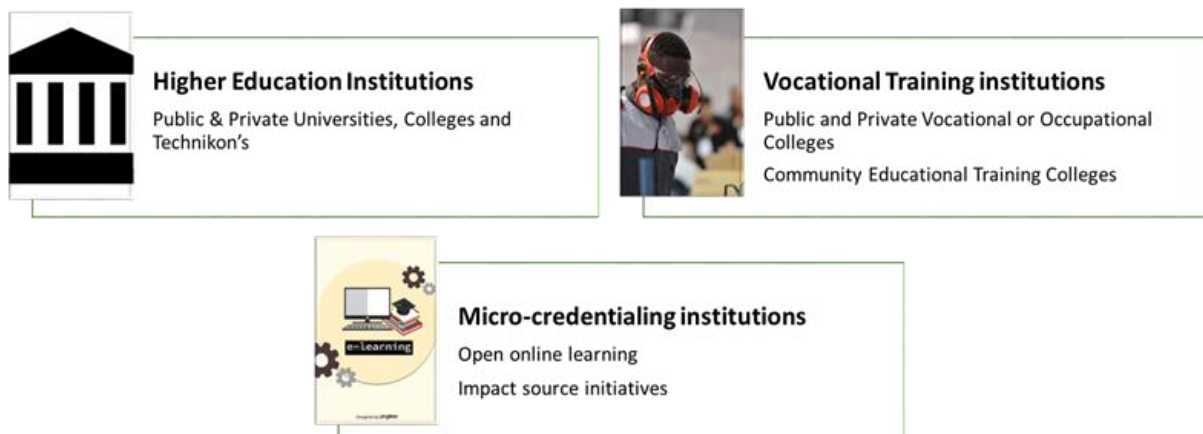 Higher Education Institutions
Public & Private Universities, Colleges and
Technikon's
Vocational Training institutions
Public and Private Vocational or Occupational
Colleges
Community Educational Training Colleges
e-learning
Micro-credentialing institutions
Open online learning
Impact source initiatives